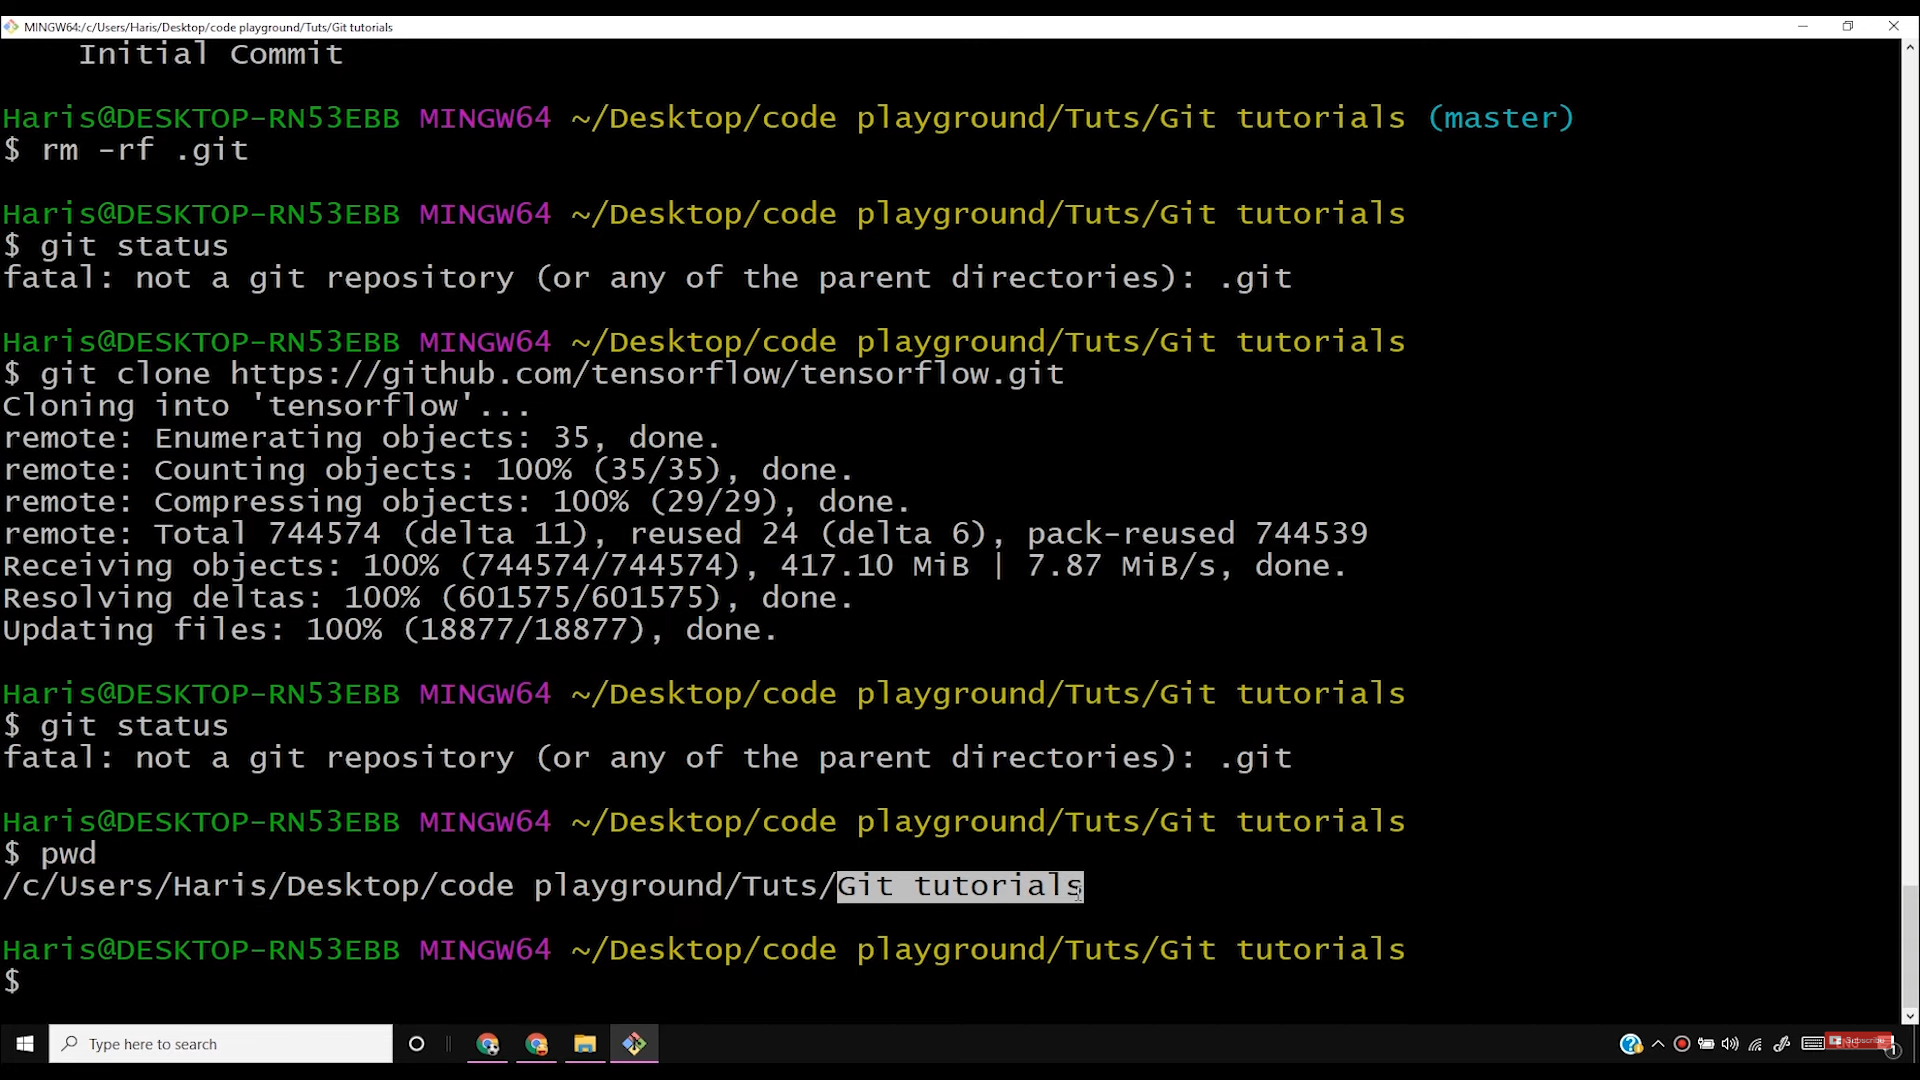 MINGW64:/c/Users/Haris/Desktop/code playground/Tuts/Git tutorials
Initial Commit
Haris@DESKTOP-RN53EBB MINGW64 ~/Desktop/code playground/Tuts/Git tutorials (master)
$ rm -rf .git
Haris@DESKTOP-RN53EBB MINGW64 ~/Desktop/code playground/Tuts/Git tutorials
$ git status
fatal: not a git repository (or any of the parent directories): .git
Haris@DESKTOP-RN53EBB MINGW64 ~/Desktop/code playground/Tuts/Git tutorials
$ git clone https://github.com/tensorflow/tensorflow.git
Cloning into 'tensorflow'...
remote: Enumerating objects: 35, done.
remote: Counting objects: 100% (35/35), done.
remote: Compressing objects: 100% (29/29), done.
remote: Total 744574 (delta 11), reused 24 (delta 6), pack-reused 744539
Receiving objects: 100% (744574/744574), 417.10 MiB | 7.87 MiB/s, done.
Resolving deltas: 100% (601575/601575), done.
Updating files: 100% (18877/18877), done.
Haris@DESKTOP-RN53EBB MINGW64 ~/Desktop/code playground/Tuts/Git tutorials
$ git status
fatal: not a git repository (or any of the parent directories): .git
Haris@DESKTOP-RN53EBB MINGW64 ~/Desktop/code playground/Tuts/Git tutorials
$ pwd
/c/Users/Haris/Desktop/code playground/Tuts/Git tutorials
Haris@DESKTOP-RN53EBB MINGW64 ~/Desktop/code playground/Tuts/Git tutorials
$
Type here to search
Subscribe
1